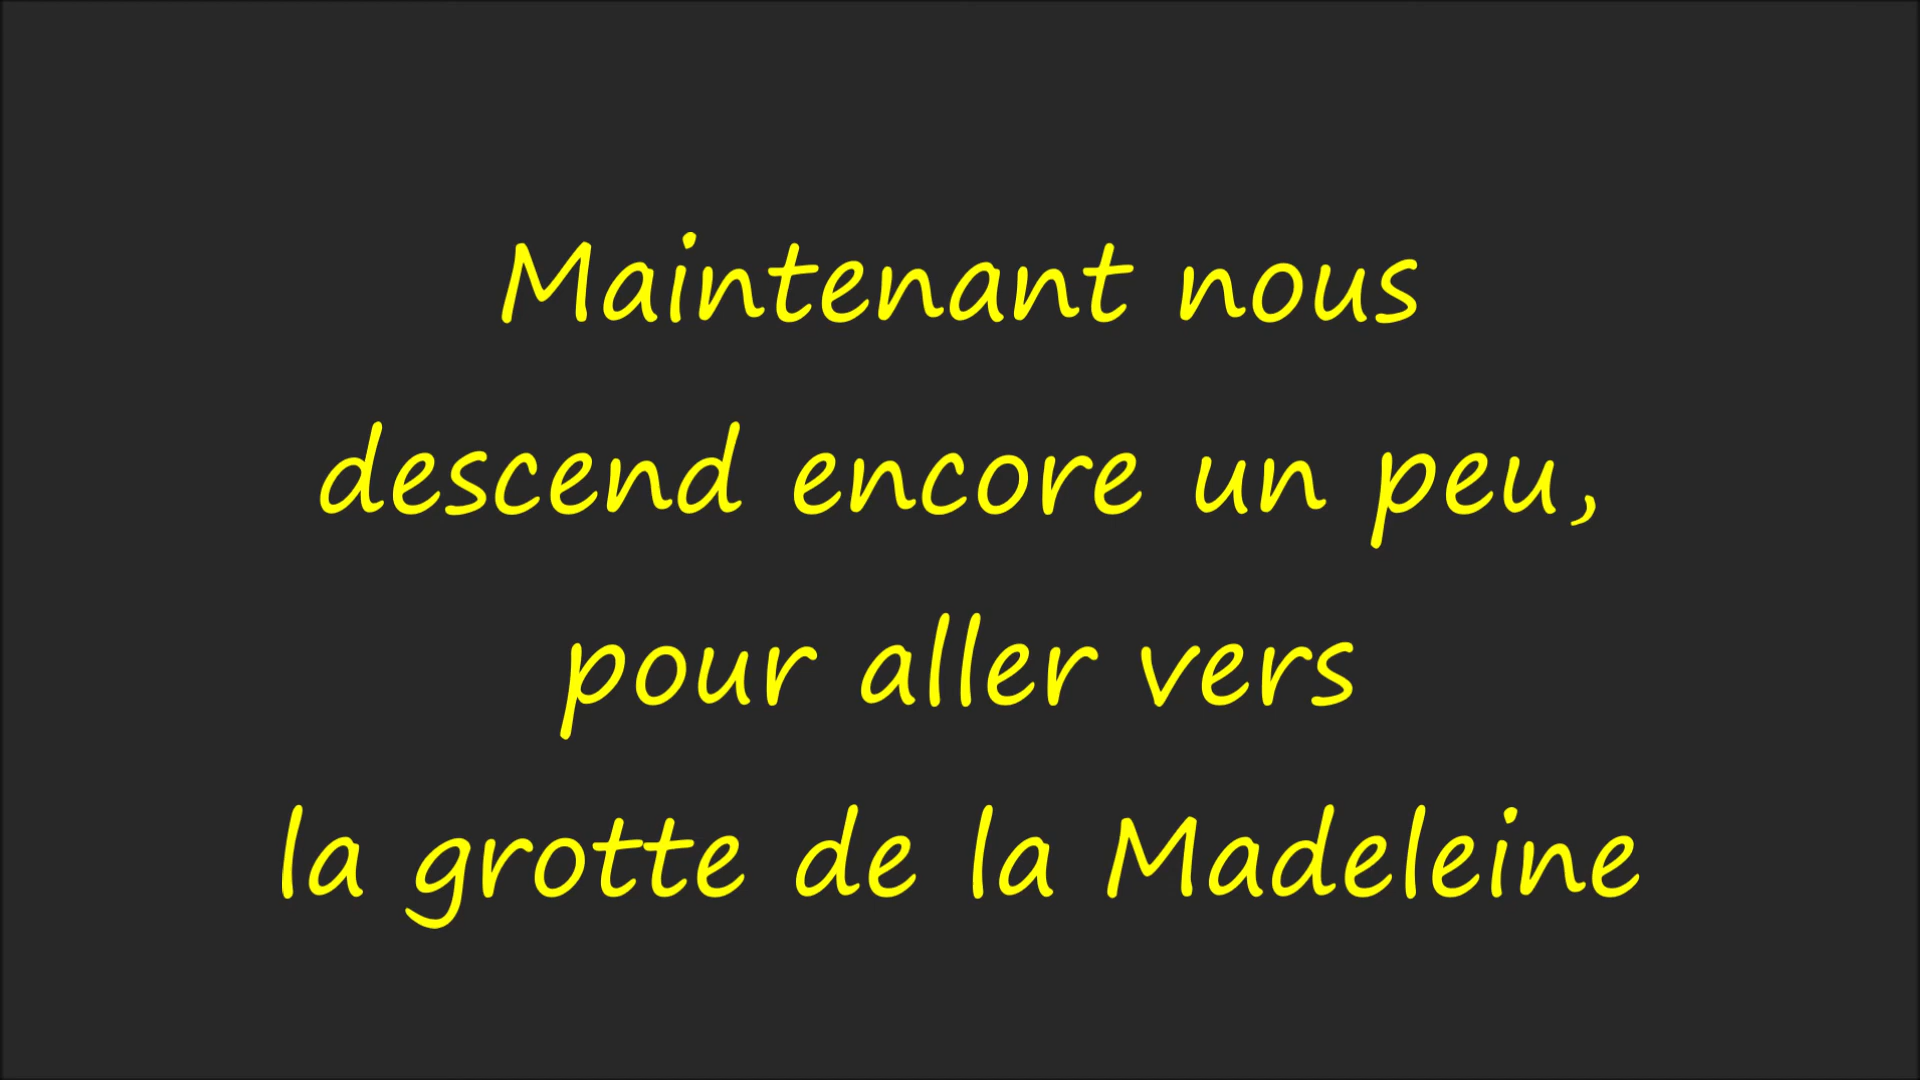 Maintenant nous
descend encore un peu,
pour aller vers
la grotte de la Madeleine